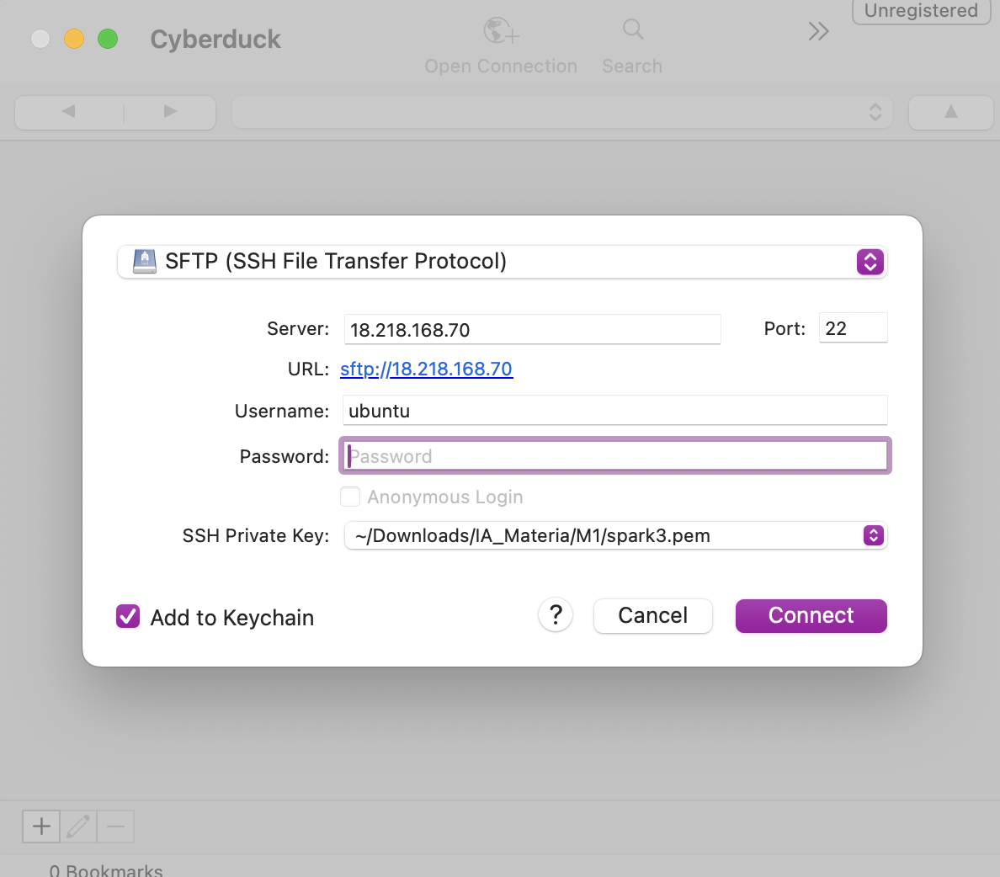 Unregistered
Cyberduck
Open Connection Search
SFTP (SSH File Transfer Protocol)
Server: 18.218.168.70 Port: 22
URL: sftp://18.218.168.70
Username: ubuntu
Password: Password
Anonymous Login
SSH Private Key: ~/Downloads/IA_Materia/M1/spark3.pem
Add to Keychain ? Cancel Connect
0 Bookmarks